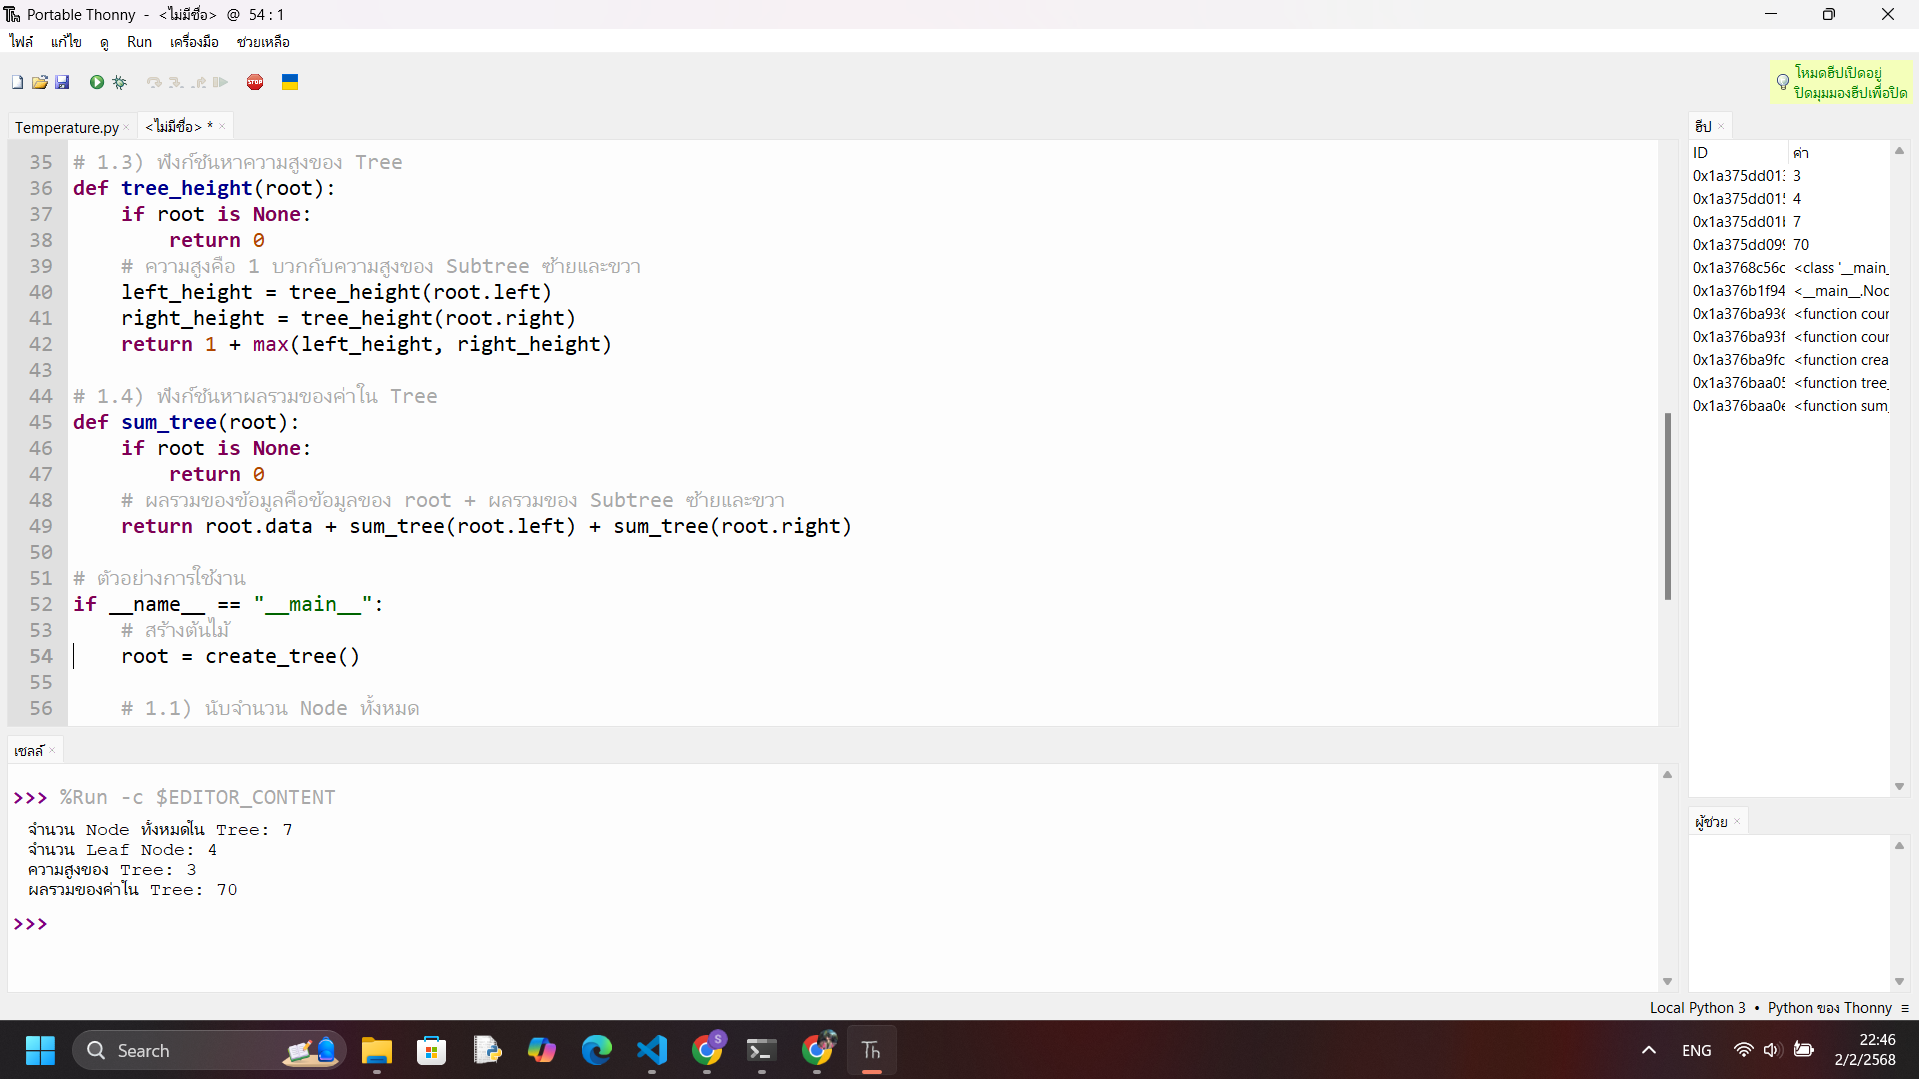 Portable Thonny - <ไม่มีชื่อ> @ 54 : 1
ไฟล์ แก้ไข ดู Run เครื่องมือ ช่วยเหลือ
STOP
โหมดฮีปเปิดอยู่
ปิดมุมมองฮีปเพื่อปิด
Temperature.py × <ไม่มีชื่อ> * ×
35 # 1.3) ฟังก์ชันหาความสูงของ Tree
36 def tree_height(root):
37     if root is None:
38         return 0
39     # ความสูงคือ 1 บวกกับความสูงของ Subtree ซ้ายและขวา
40     left_height = tree_height(root.left)
41     right_height = tree_height(root.right)
42     return 1 + max(left_height, right_height)
43
44 # 1.4) ฟังก์ชันหาผลรวมของค่าใน Tree
45 def sum_tree(root):
46     if root is None:
47         return 0
48     # ผลรวมของข้อมูลคือข้อมูลของ root + ผลรวมของ Subtree ซ้ายและขวา
49     return root.data + sum_tree(root.left) + sum_tree(root.right)
50
51 # ตัวอย่างการใช้งาน
52 if __name__ == "__main__":
53     # สร้างต้นไม้
54     root = create_tree()
55
56     # 1.1) นับจำนวน Node ทั้งหมด
เชลล์ ×
>>> %Run -c $EDITOR_CONTENT
จำนวน Node ทั้งหมดใน Tree: 7
จำนวน Leaf Node: 4
ความสูงของ Tree: 3
ผลรวมของค่าใน Tree: 70
>>>
ฮีป ×
ID ค่า
0x1a375dd013 3
0x1a375dd015 4
0x1a375dd01b 7
0x1a375dd099 70
0x1a3768c56c <class '__main_
0x1a376b1f94 <__main__.Noc
0x1a376ba936 <function cour
0x1a376ba93f <function cour
0x1a376ba9fc <function crea
0x1a376baa05 <function tree_
0x1a376baa0e <function sum_
ผู้ช่วย ×
Local Python 3 • Python ของ Thonny ≡
Search
S
Th
ENG
22:46
2/2/2568